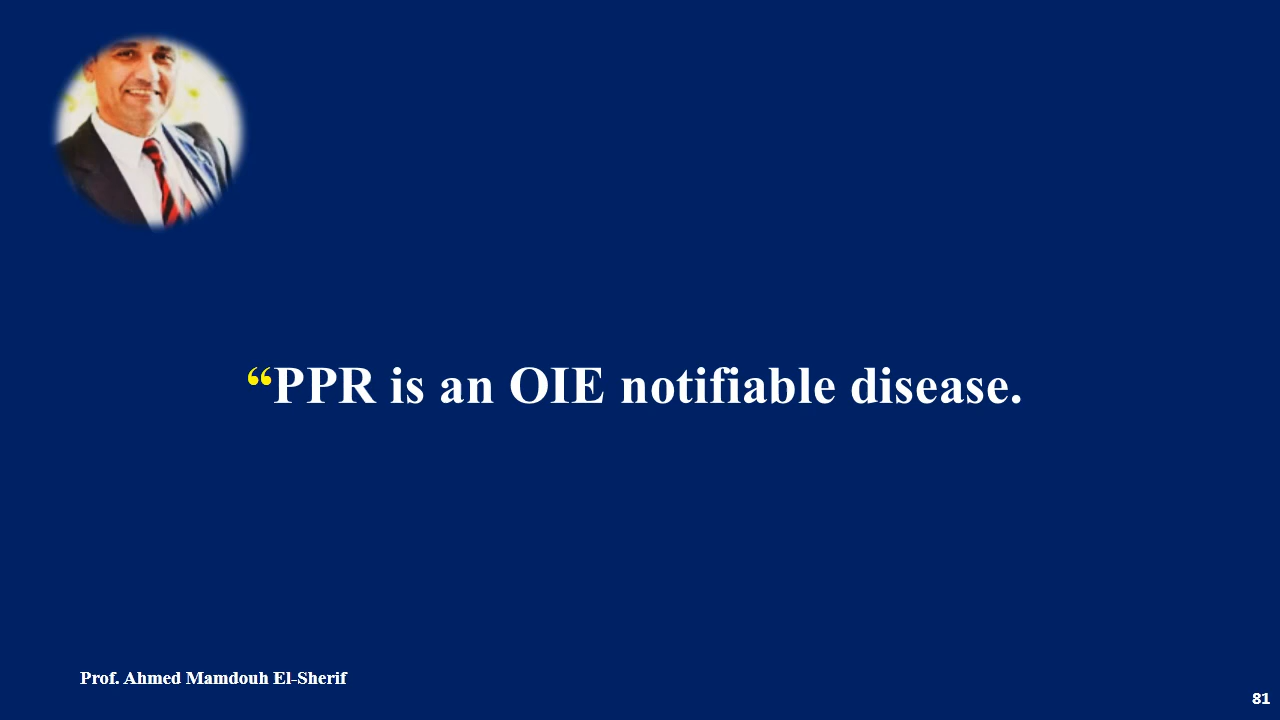 “PPR is an OIE notifiable disease.
Prof. Ahmed Mamdouh El-Sherif
81